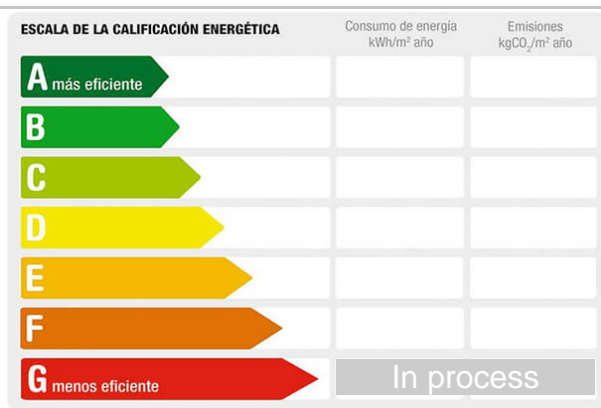 ESCALA DE LA CALIFICACIÓN ENERGÉTICA
Consumo de energía
kWh/m² año
Emisiones
kgCO₂/m² año
A más eficiente
B
C
D
E
F
G menos eficiente
In process